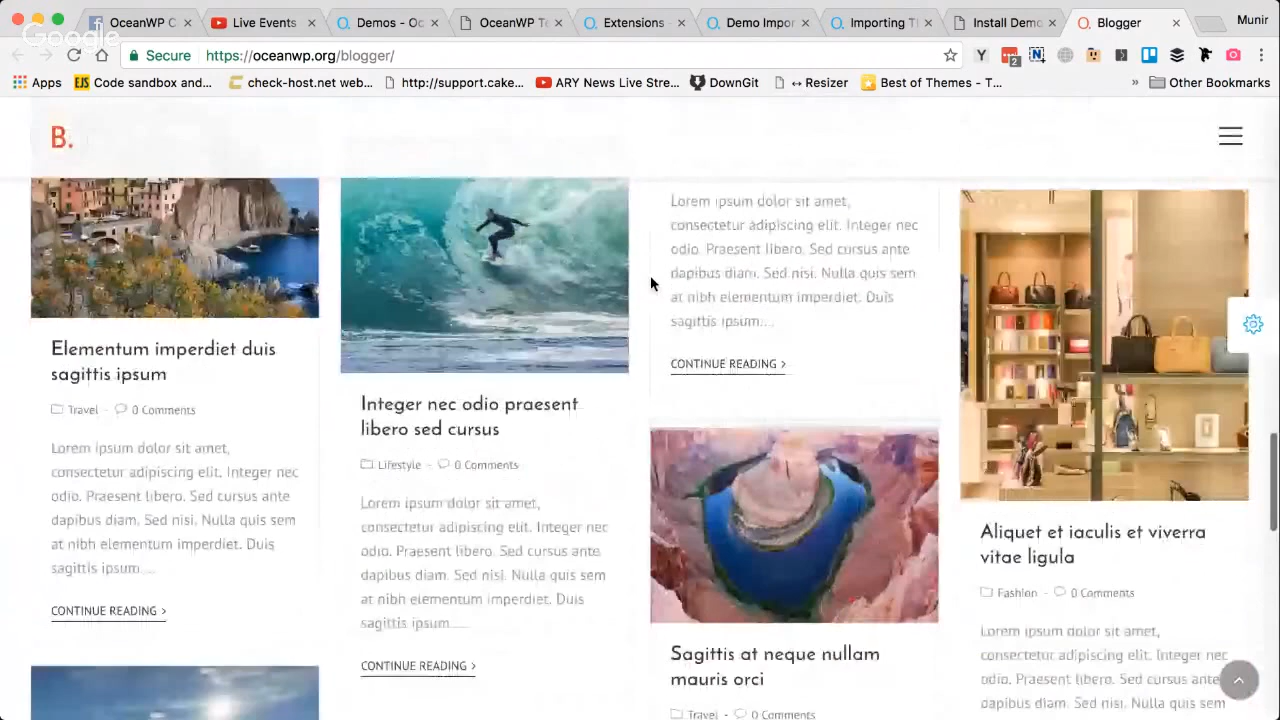 OceanWP C
Live Events
Demos - Oc
OceanWP Te
Extensions -
Demo Impo
Importing T
Install Demo
Blogger
Munir
Google
Secure
https://oceanwp.org/blogger/
Apps
EJS Code sandbox and...
check-host.net web...
http://support.cake...
ARY News Live Stre...
DownGit
Resizer
Best of Themes - T...
» Other Bookmarks
B.
Elementum imperdiet duis
sagittis ipsum
Travel - 0 Comments
Lorem ipsum dolor sit amet,
consectetur adipiscing elit. Integer nec
odio. Praesent libero. Sed cursus ante
dapibus diam. Sed nisi. Nulla quis sem
at nibh elementum imperdiet. Duis
sagittis ipsum....
CONTINUE READING >
Integer nec odio praesent
libero sed cursus
Lifestyle - 0 Comments
Lorem ipsum dolor sit amet,
consectetur adipiscing elit. Integer nec
odio. Praesent libero. Sed cursus ante
dapibus diam. Sed nisi. Nulla quis sem
at nibh elementum imperdiet. Duis
sagittis ipsum....
CONTINUE READING >
Lorem ipsum dolor sit amet,
consectetur adipiscing elit. Integer nec
odio. Praesent libero. Sed cursus ante
dapibus diam. Sed nisi. Nulla quis sem
at nibh elementum imperdiet. Duis
sagittis ipsum....
CONTINUE READING >
Sagittis at neque nullam
mauris orci
Travel - 0 Comments
Aliquet et iaculis et viverra
vitae ligula
Fashion - 0 Comments
Lorem ipsum dolor sit amet,
consectetur adipiscing elit. Integer nec
odio. Praesent libero. Sed cursus ante
dapibus diam. Sed nisi. Nulla quis sem